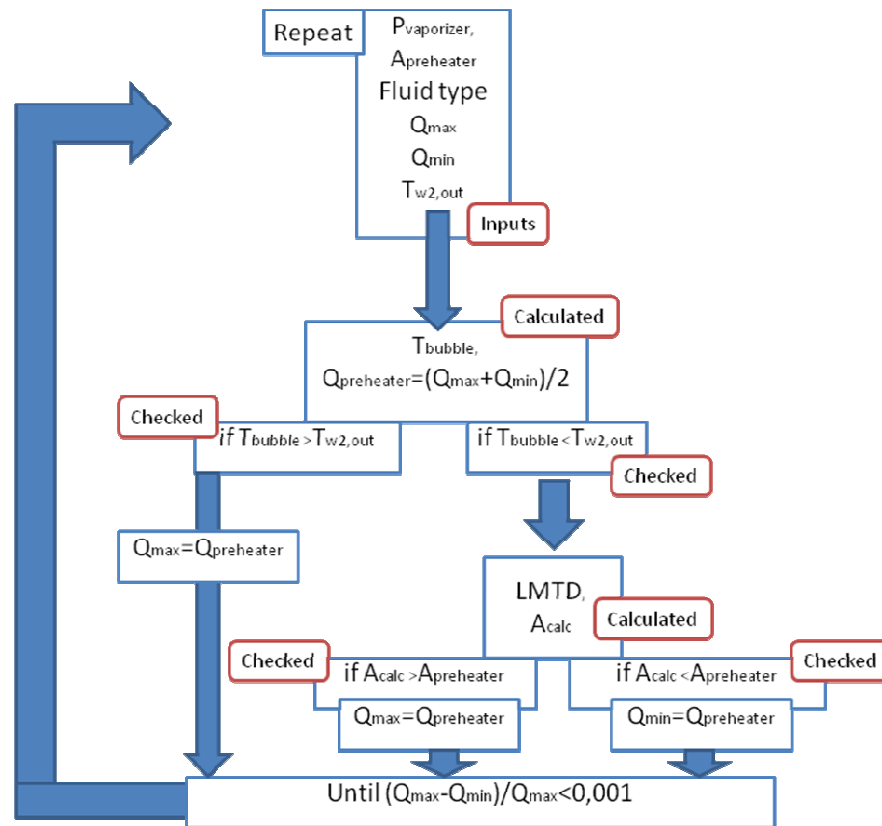 Repeat
Pvaporizer,
Apreheater
Fluid type
Qmax
Qmin
Tw2,out
Inputs
Calculated
Tbubble,
Qpreheater=(Qmax+Qmin)/2
Checked
if Tbubble>Tw2,out
if Tbubble<Tw2,out
Checked
Qmax=Qpreheater
LMTD,
Acalc
Calculated
Checked
if Acalc>Apreheater
if Acalc<Apreheater
Checked
Qmax=Qpreheater
Qmin=Qpreheater
Until (Qmax-Qmin)/Qmax<0,001